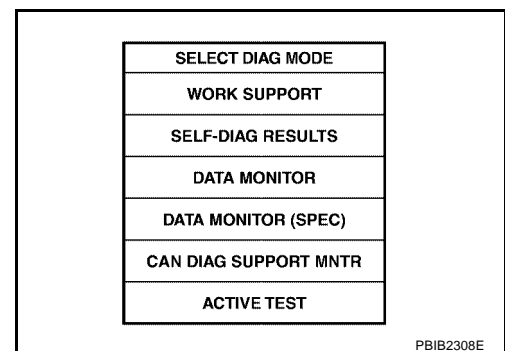 SELECT DIAG MODE
WORK SUPPORT
SELF-DIAG RESULTS
DATA MONITOR
DATA MONITOR (SPEC)
CAN DIAG SUPPORT MNTR
ACTIVE TEST
PBIB2308E